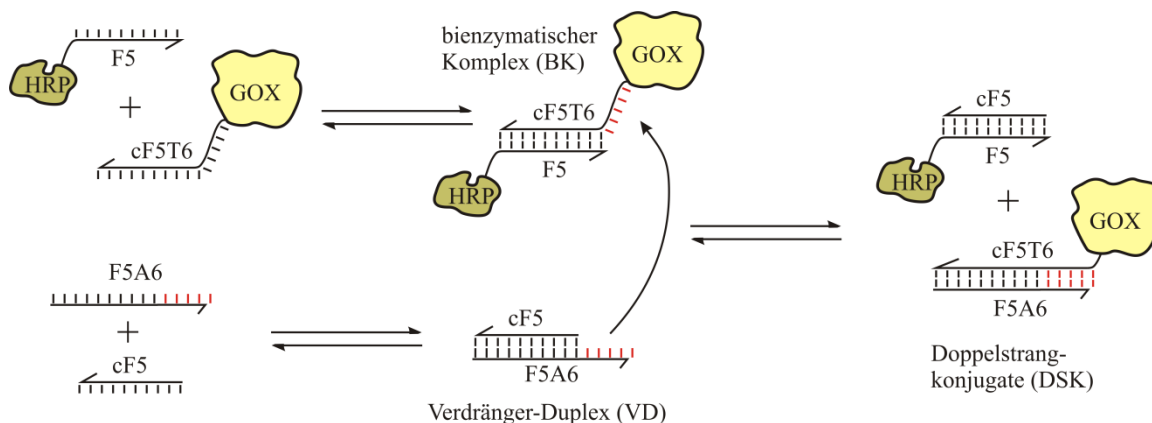 F5
HRP
GOX
+
cF5T6
bienzymatischer
Komplex (BK)
GOX
cF5T6
F5
HRP
F5A6
+
cF5
cF5
F5A6
Verdränger-Duplex (VD)
cF5
F5
HRP
+
GOX
cF5T6
F5A6
Doppelstrang-
konjugate (DSK)